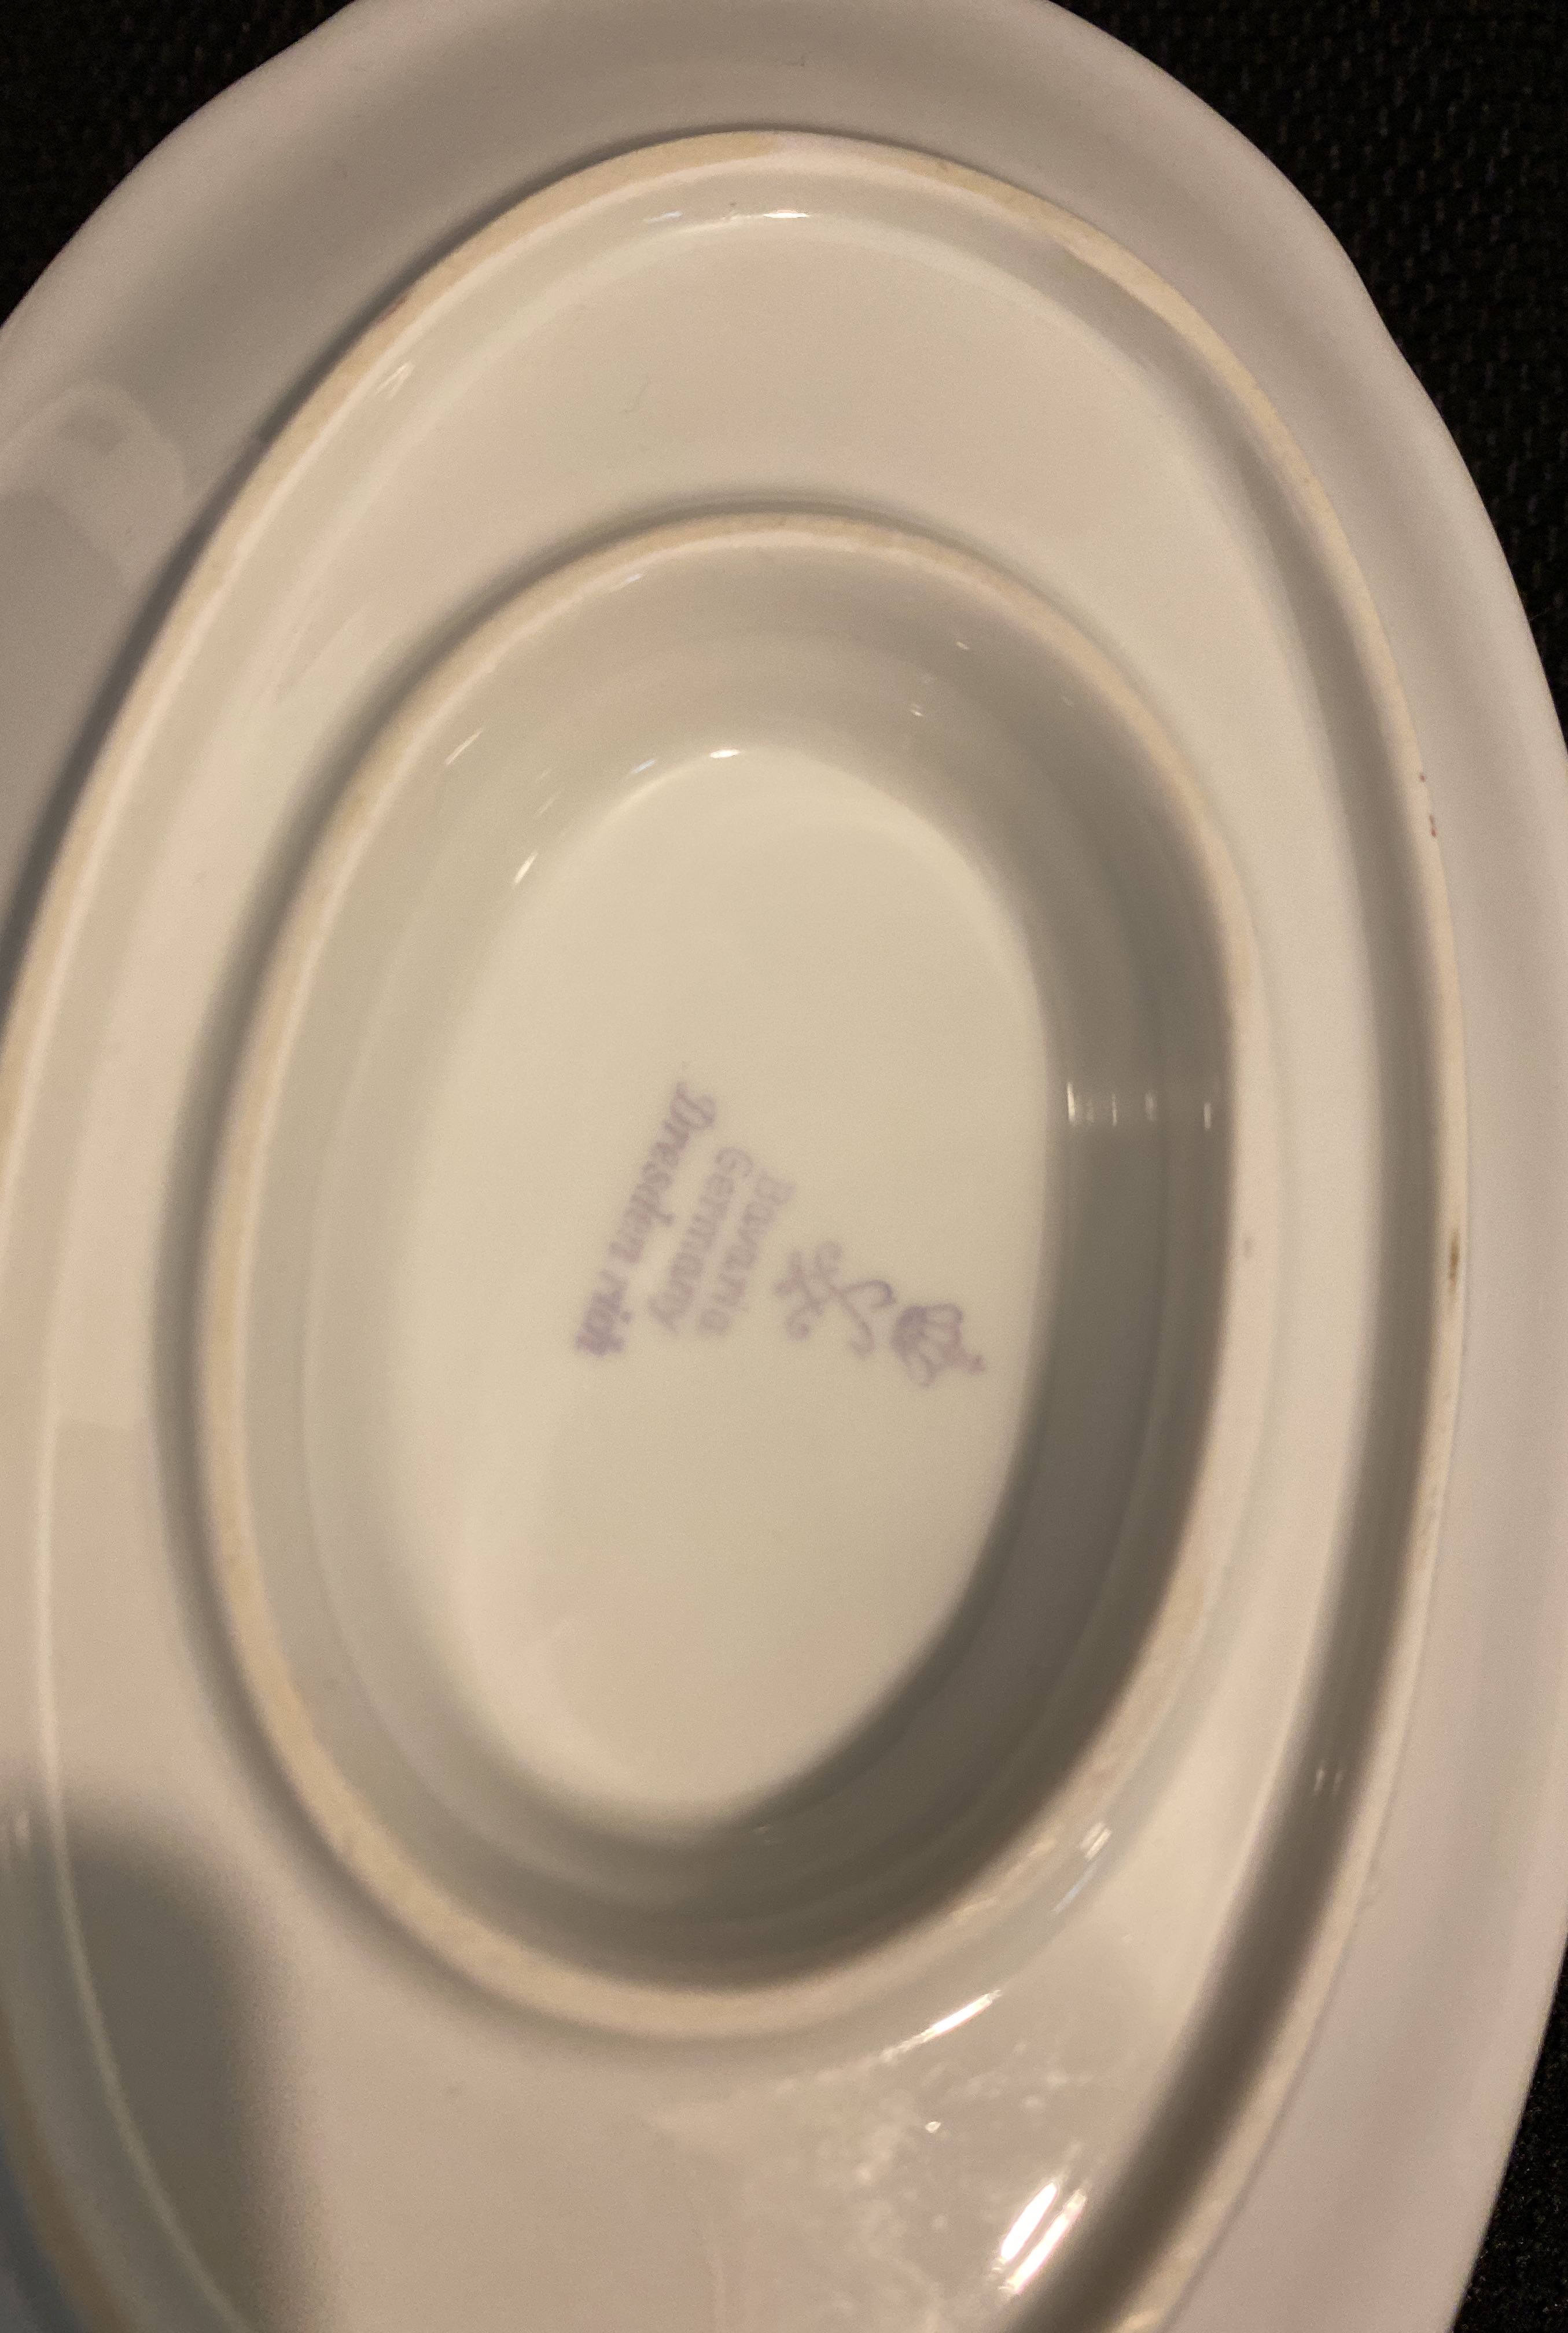 Bavaria
Germany
Dresden rich